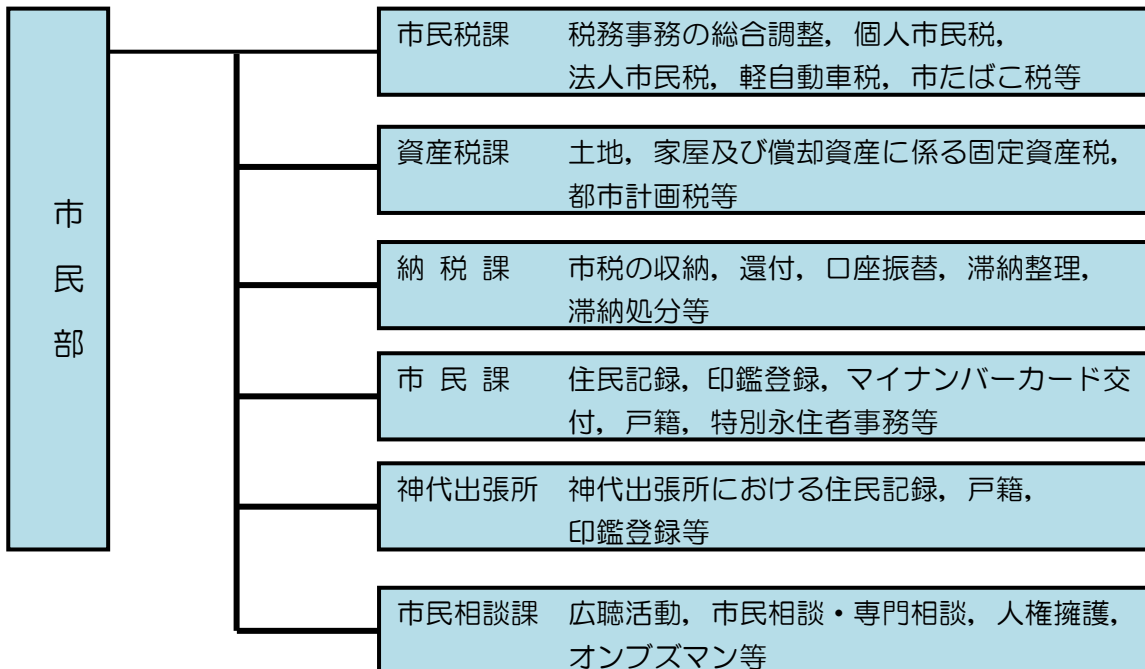 市民部
市民税課 税務事務の総合調整，個人市民税，
法人市民税，軽自動車税，市たばこ税等
資産税課 土地，家屋及び償却資産に係る固定資産税，
都市計画税等
納税課 市税の収納，還付，口座振替，滞納整理，
滞納処分等
市民課 住民記録，印鑑登録，マイナンバーカード交
付，戸籍，特別永住者事務等
神代出張所 神代出張所における住民記録，戸籍，
印鑑登録等
市民相談課 広聴活動，市民相談・専門相談，人権擁護，
オンブズマン等